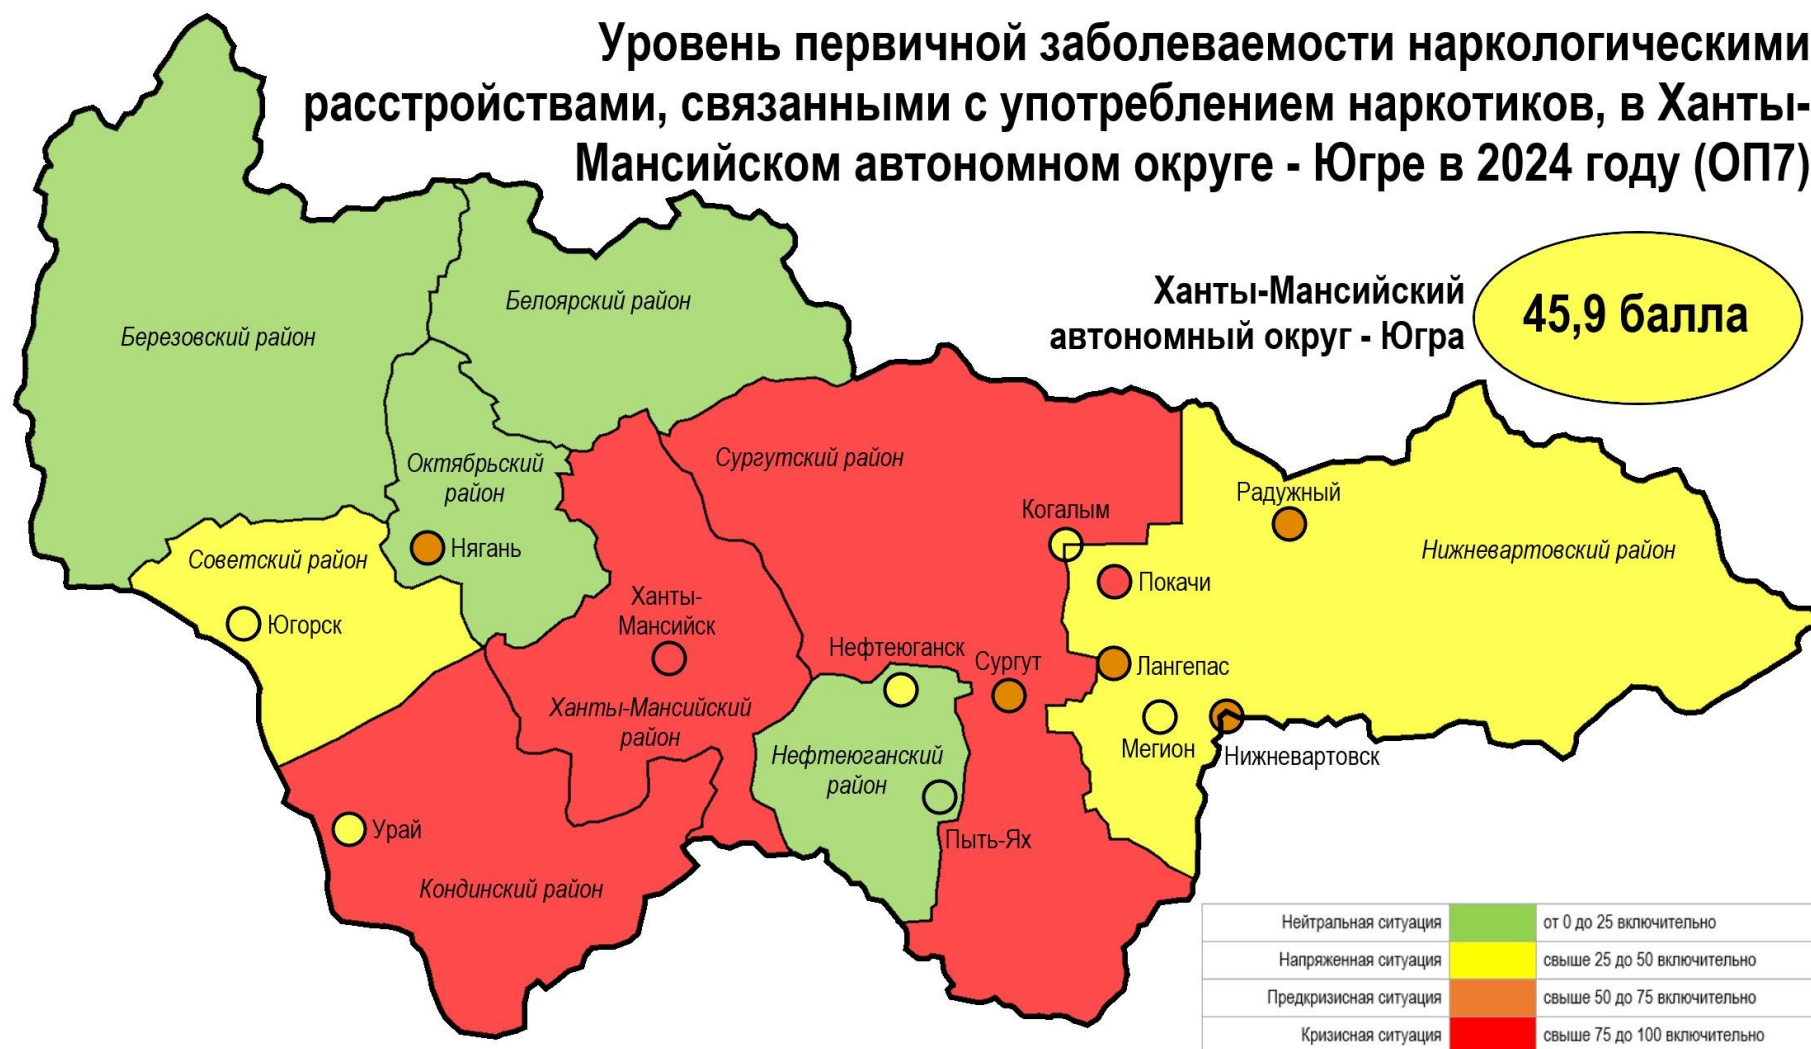 Уровень первичной заболеваемости наркологическими
расстройствами, связанными с употреблением наркотиков, в Ханты-
Мансийском автономном округе - Югре в 2024 году (ОП7)
Ханты-Мансийский
автономный округ - Югра
45,9 балла
Березовский район
Белоярский район
Октябрьский
район
Нягань
Советский район
Югорск
Сургутский район
Когалым
Радужный
Нижневартовский район
Покачи
Лангепас
Мегион
Нижневартовск
Ханты-
Мансийск
Ханты-Мансийский
район
Нефтеюганск
Сургут
Нефтеюганский
район
Пыть-Ях
Урай
Кондинский район
Нейтральная ситуация от 0 до 25 включительно
Напряженная ситуация свыше 25 до 50 включительно
Предкризисная ситуация свыше 50 до 75 включительно
Кризисная ситуация свыше 75 до 100 включительно